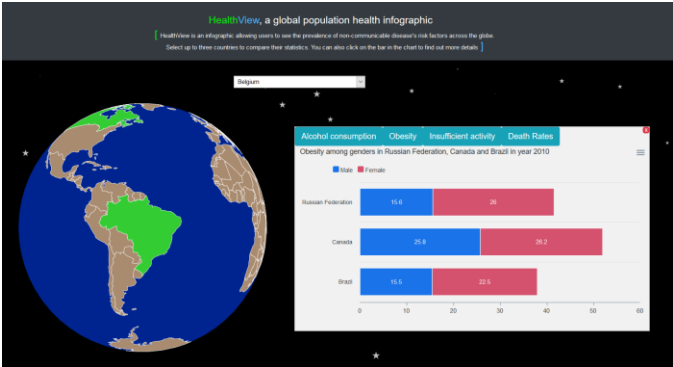 HealthView, a global population health infographic
[ HealthView is an infographic allowing users to see the prevalence of non-communicable disease's risk factors across the globe.
Select up to three countries to compare their statistics. You can also click on the bar in the chart to find out more details ]
Belgium
Alcohol consumption Obesity Insufficient activity Death Rates
Obesity among genders in Russian Federation, Canada and Brazil in year 2010
Male Female
Russian Federation 15.6 26
Canada 25.8 26.2
Brazil 15.5 22.5
0 10 20 30 40 50 60